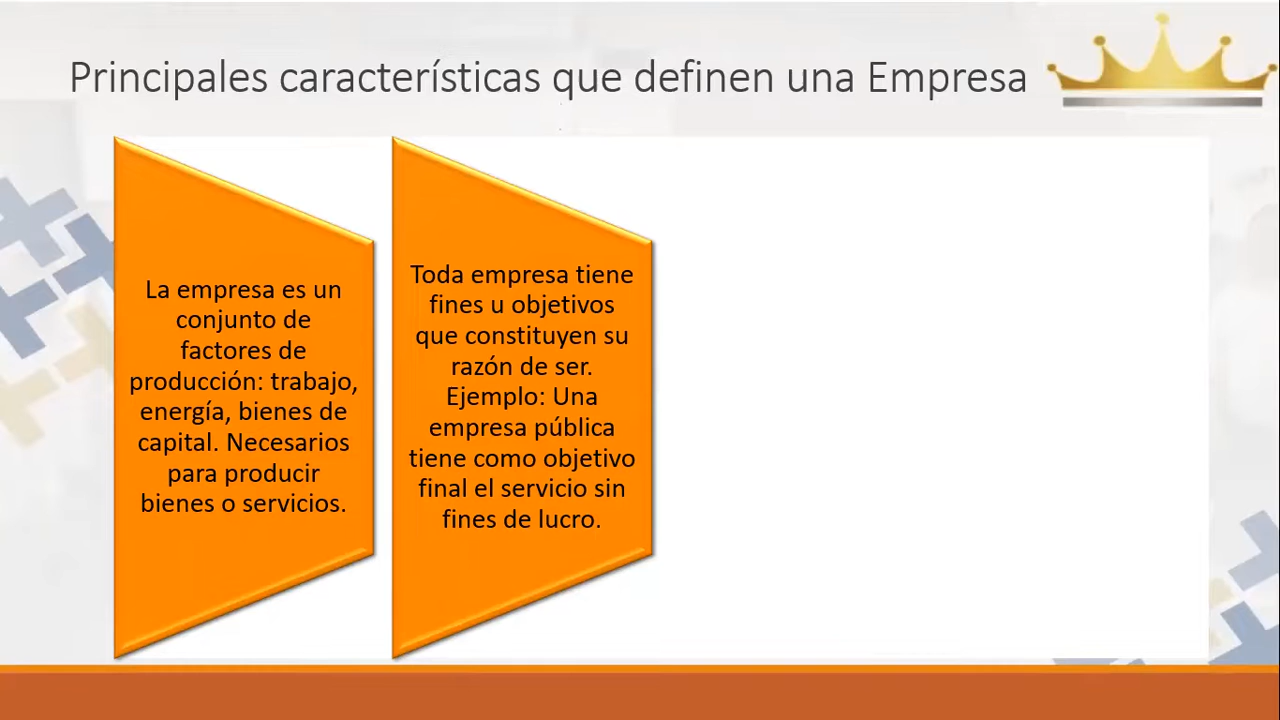 Principales características que definen una Empresa
La empresa es un
conjunto de
factores de
producción: trabajo,
energía, bienes de
capital. Necesarios
para producir
bienes o servicios.
Toda empresa tiene
fines u objetivos
que constituyen su
razón de ser.
Ejemplo: Una
empresa pública
tiene como objetivo
final el servicio sin
fines de lucro.